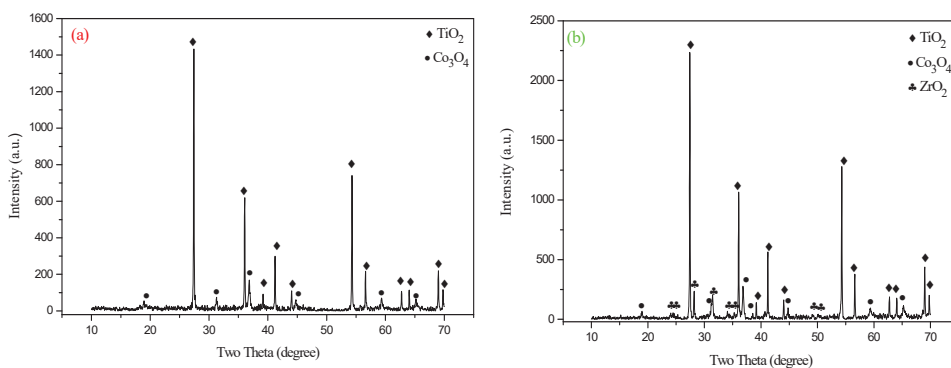 (a)
TiO2
Co3O4
1600
1400
1200
1000
800
600
400
200
0
Intensity (a.u.)
10 20 30 40 50 60 70
Two Theta (degree)
(b)
TiO2
Co3O4
ZrO2
2500
2250
1500
1000
500
0
Intensity (a.u.)
10 20 30 40 50 60 70
Two Theta (degree)